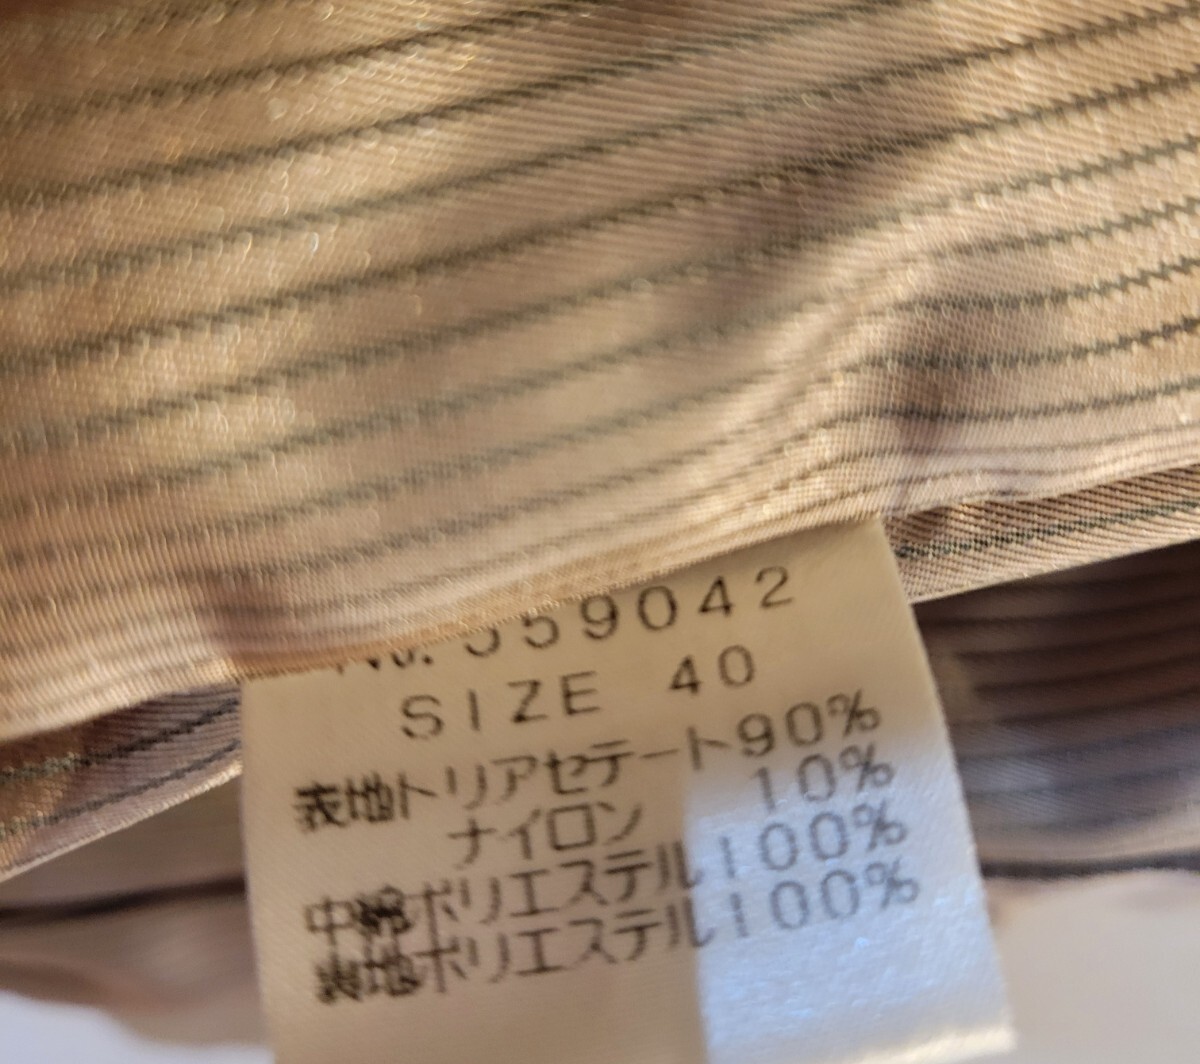 No. 559042
SIZE 40
表地トリアセテート90%
ナイロン 10%
中綿ポリエステル100%
裏地ポリエステル100%